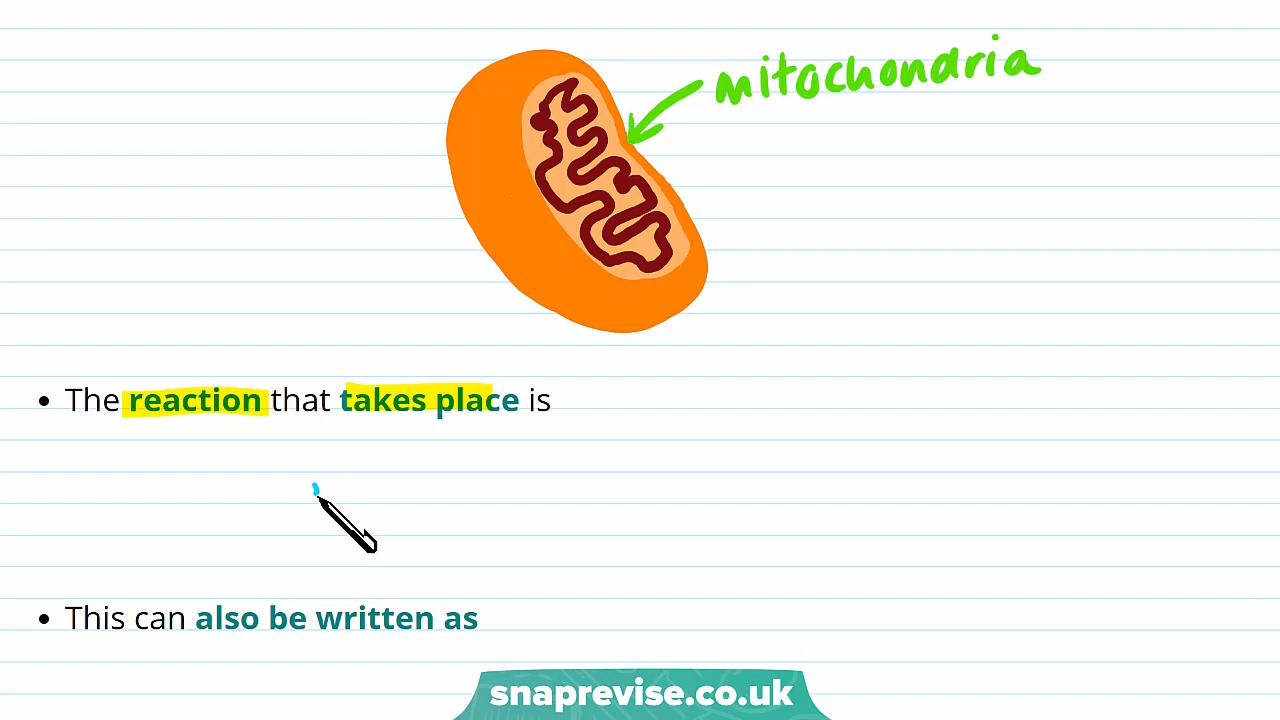 mitochondria
• The reaction that takes place is
• This can also be written as
snaprevise.co.uk